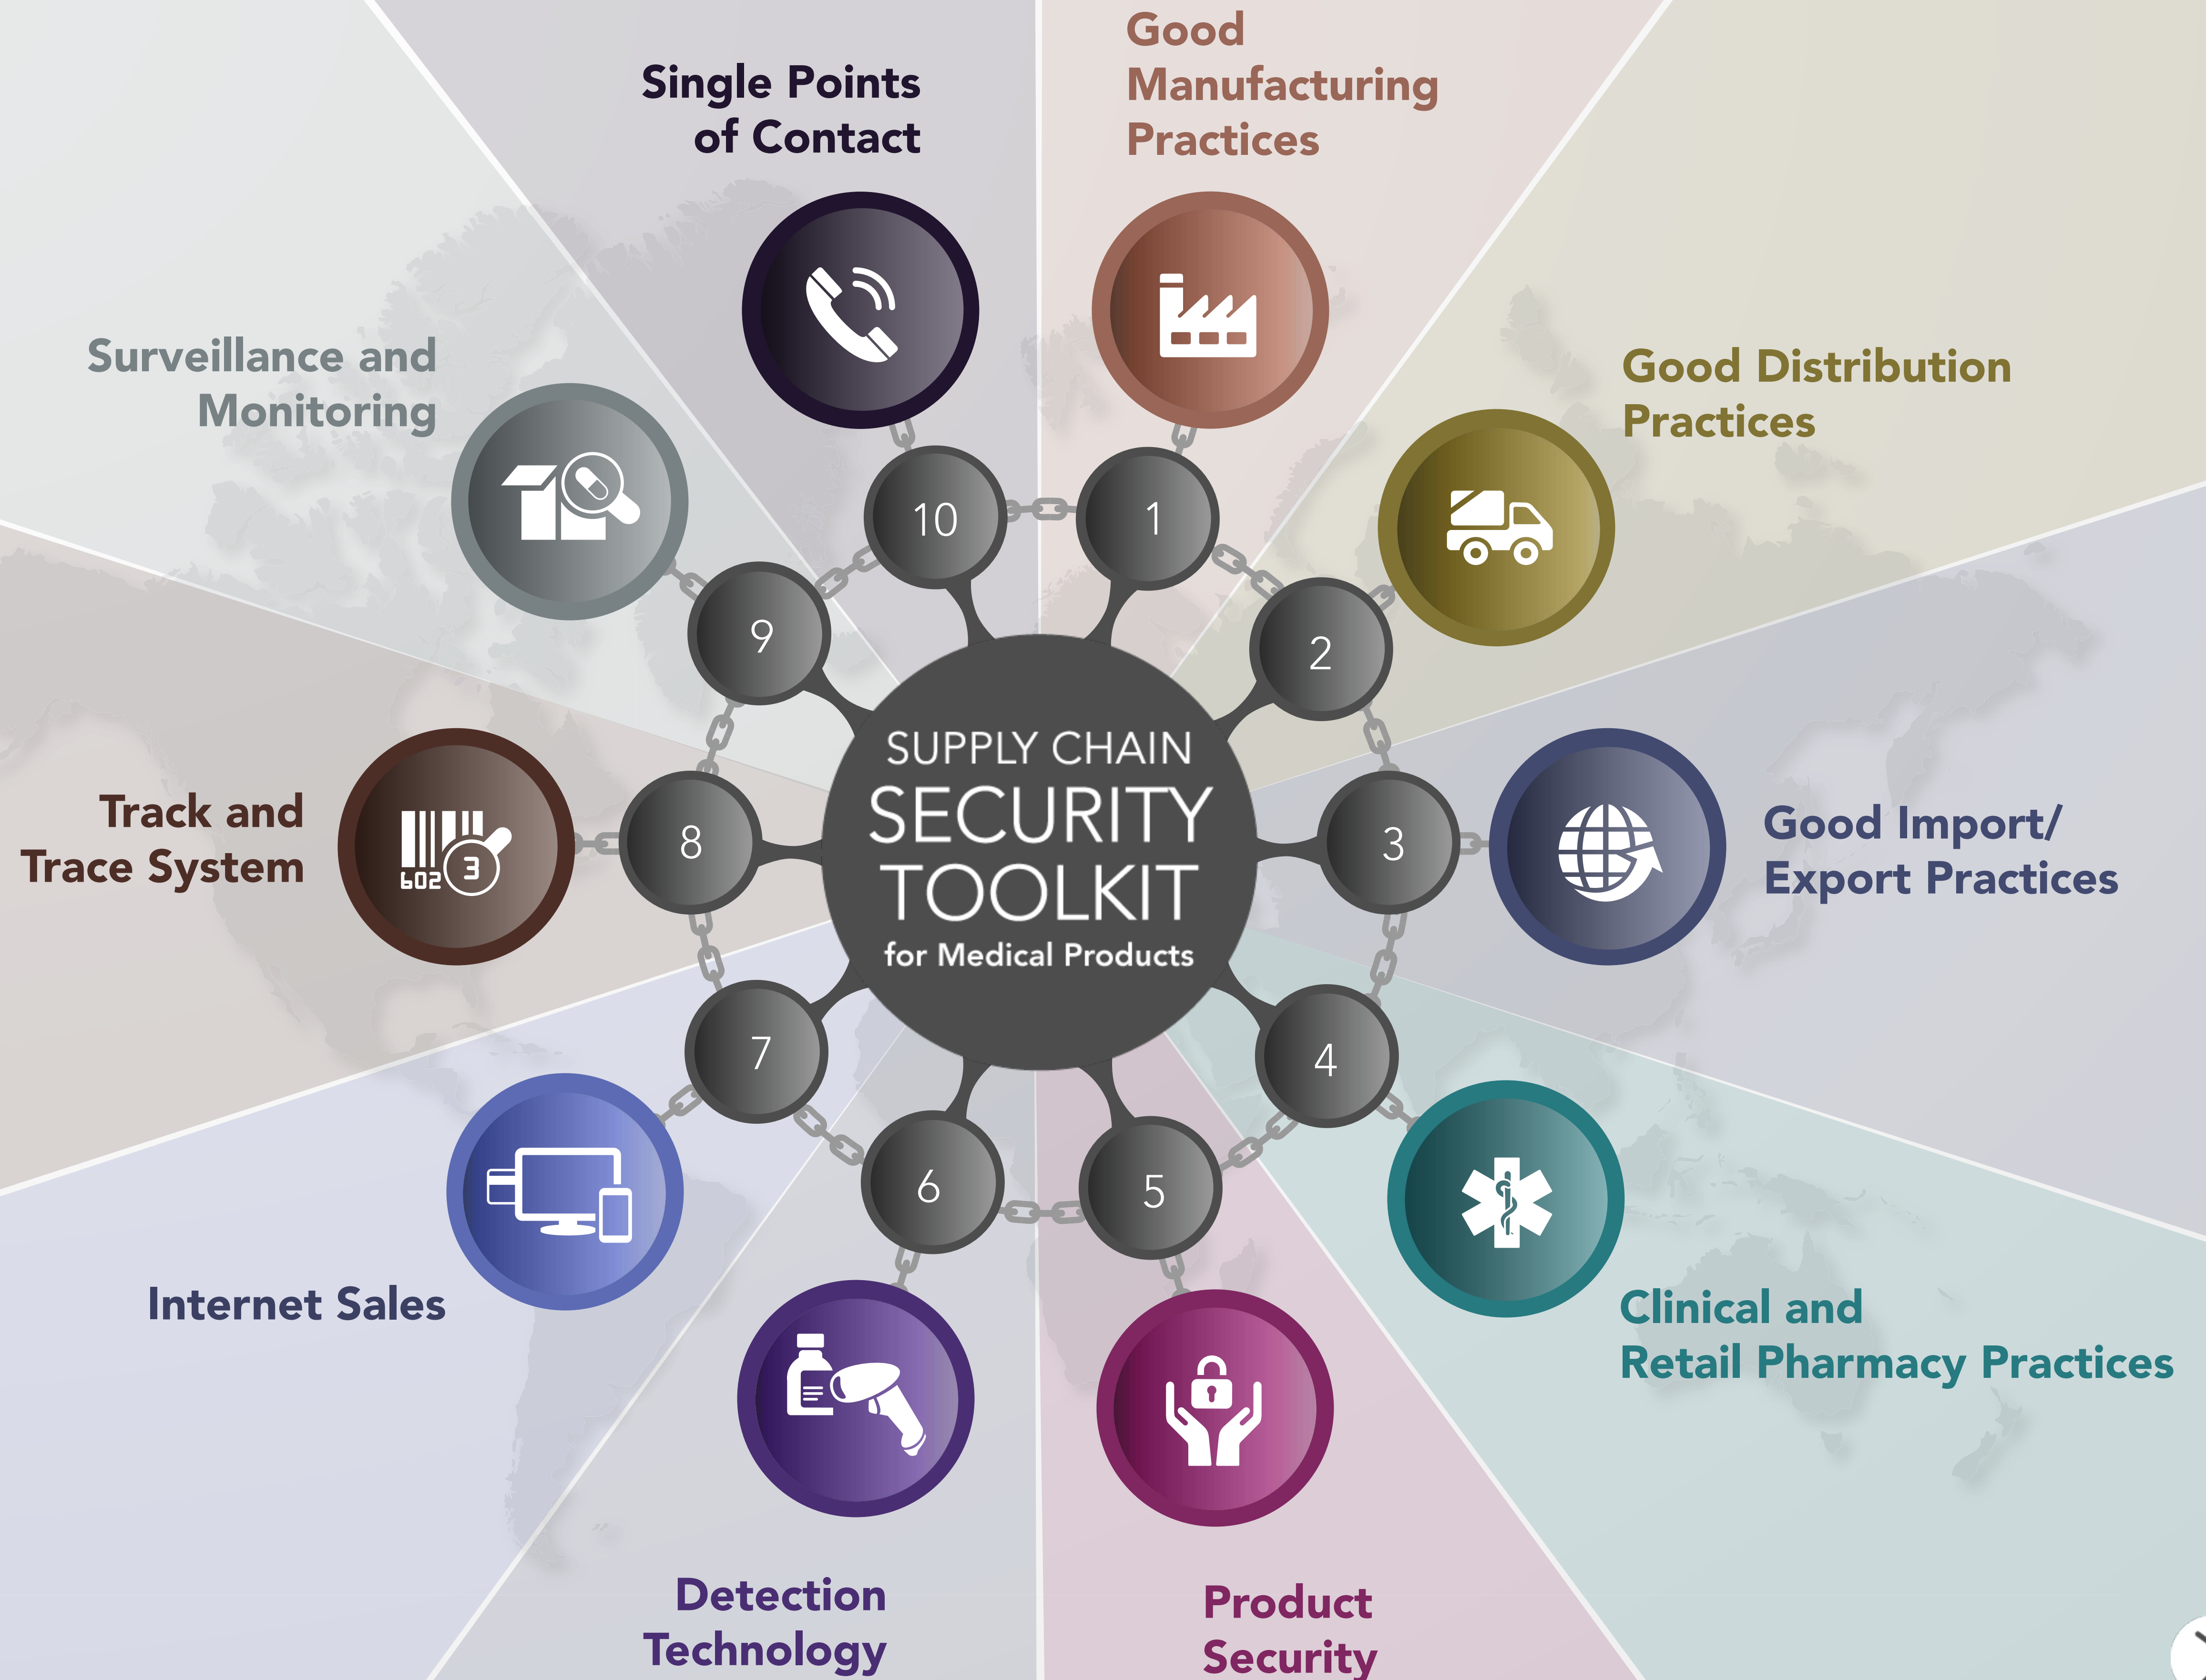 Single Points
of Contact
Good
Manufacturing
Practices
Good Distribution
Practices
Good Import/
Export Practices
Clinical and
Retail Pharmacy Practices
Product
Security
Detection
Technology
Internet Sales
Track and
Trace System
Surveillance and
Monitoring
10
1
2
3
4
5
6
7
8
9
SUPPLY CHAIN
SECURITY
TOOLKIT
for Medical Products
602
3